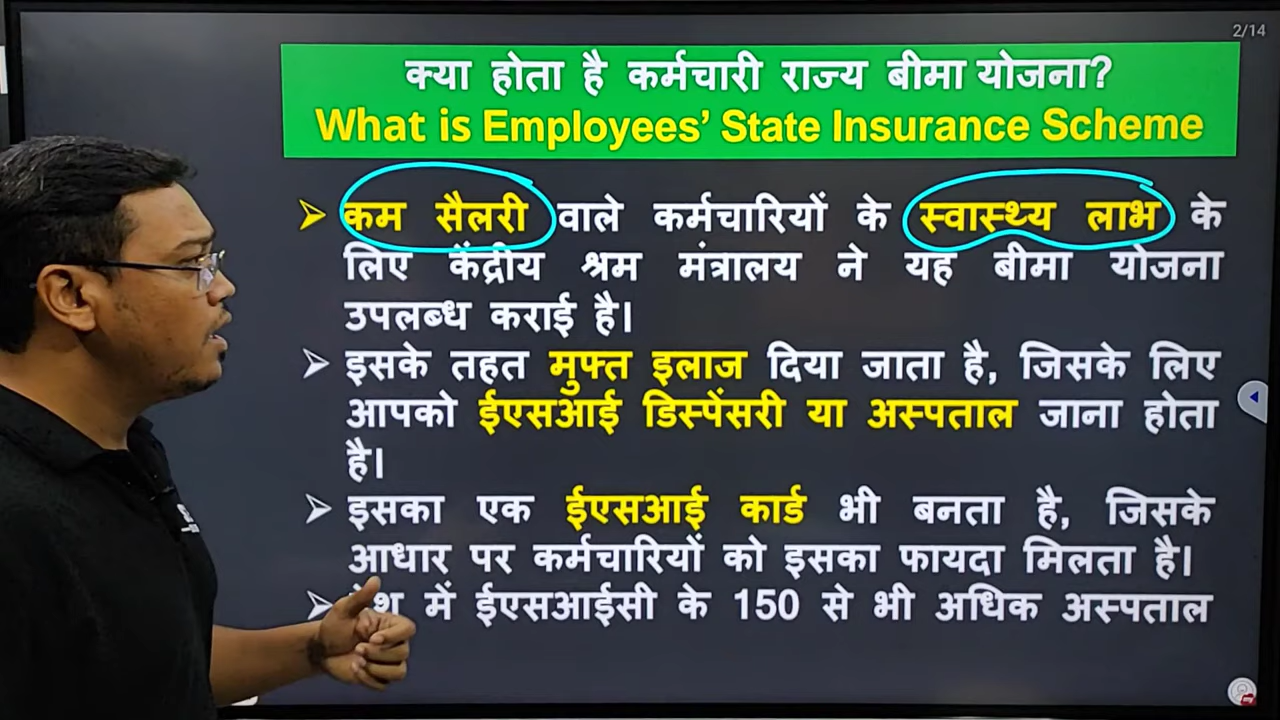 2/14
क्या होता है कर्मचारी राज्य बीमा योजना?
What is Employees' State Insurance Scheme
कम सैलरी वाले कर्मचारियों के स्वास्थ्य लाभ के
लिए केंद्रीय श्रम मंत्रालय ने यह बीमा योजना
उपलब्ध कराई है।
इसके तहत मुफ्त इलाज दिया जाता है, जिसके लिए
आपको ईएसआई डिस्पेंसरी या अस्पताल जाना होता
है।
इसका एक ईएसआई कार्ड भी बनता है, जिसके
आधार पर कर्मचारियों को इसका फायदा मिलता है।
में ईएसआईसी के 150 से भी अधिक अस्पताल